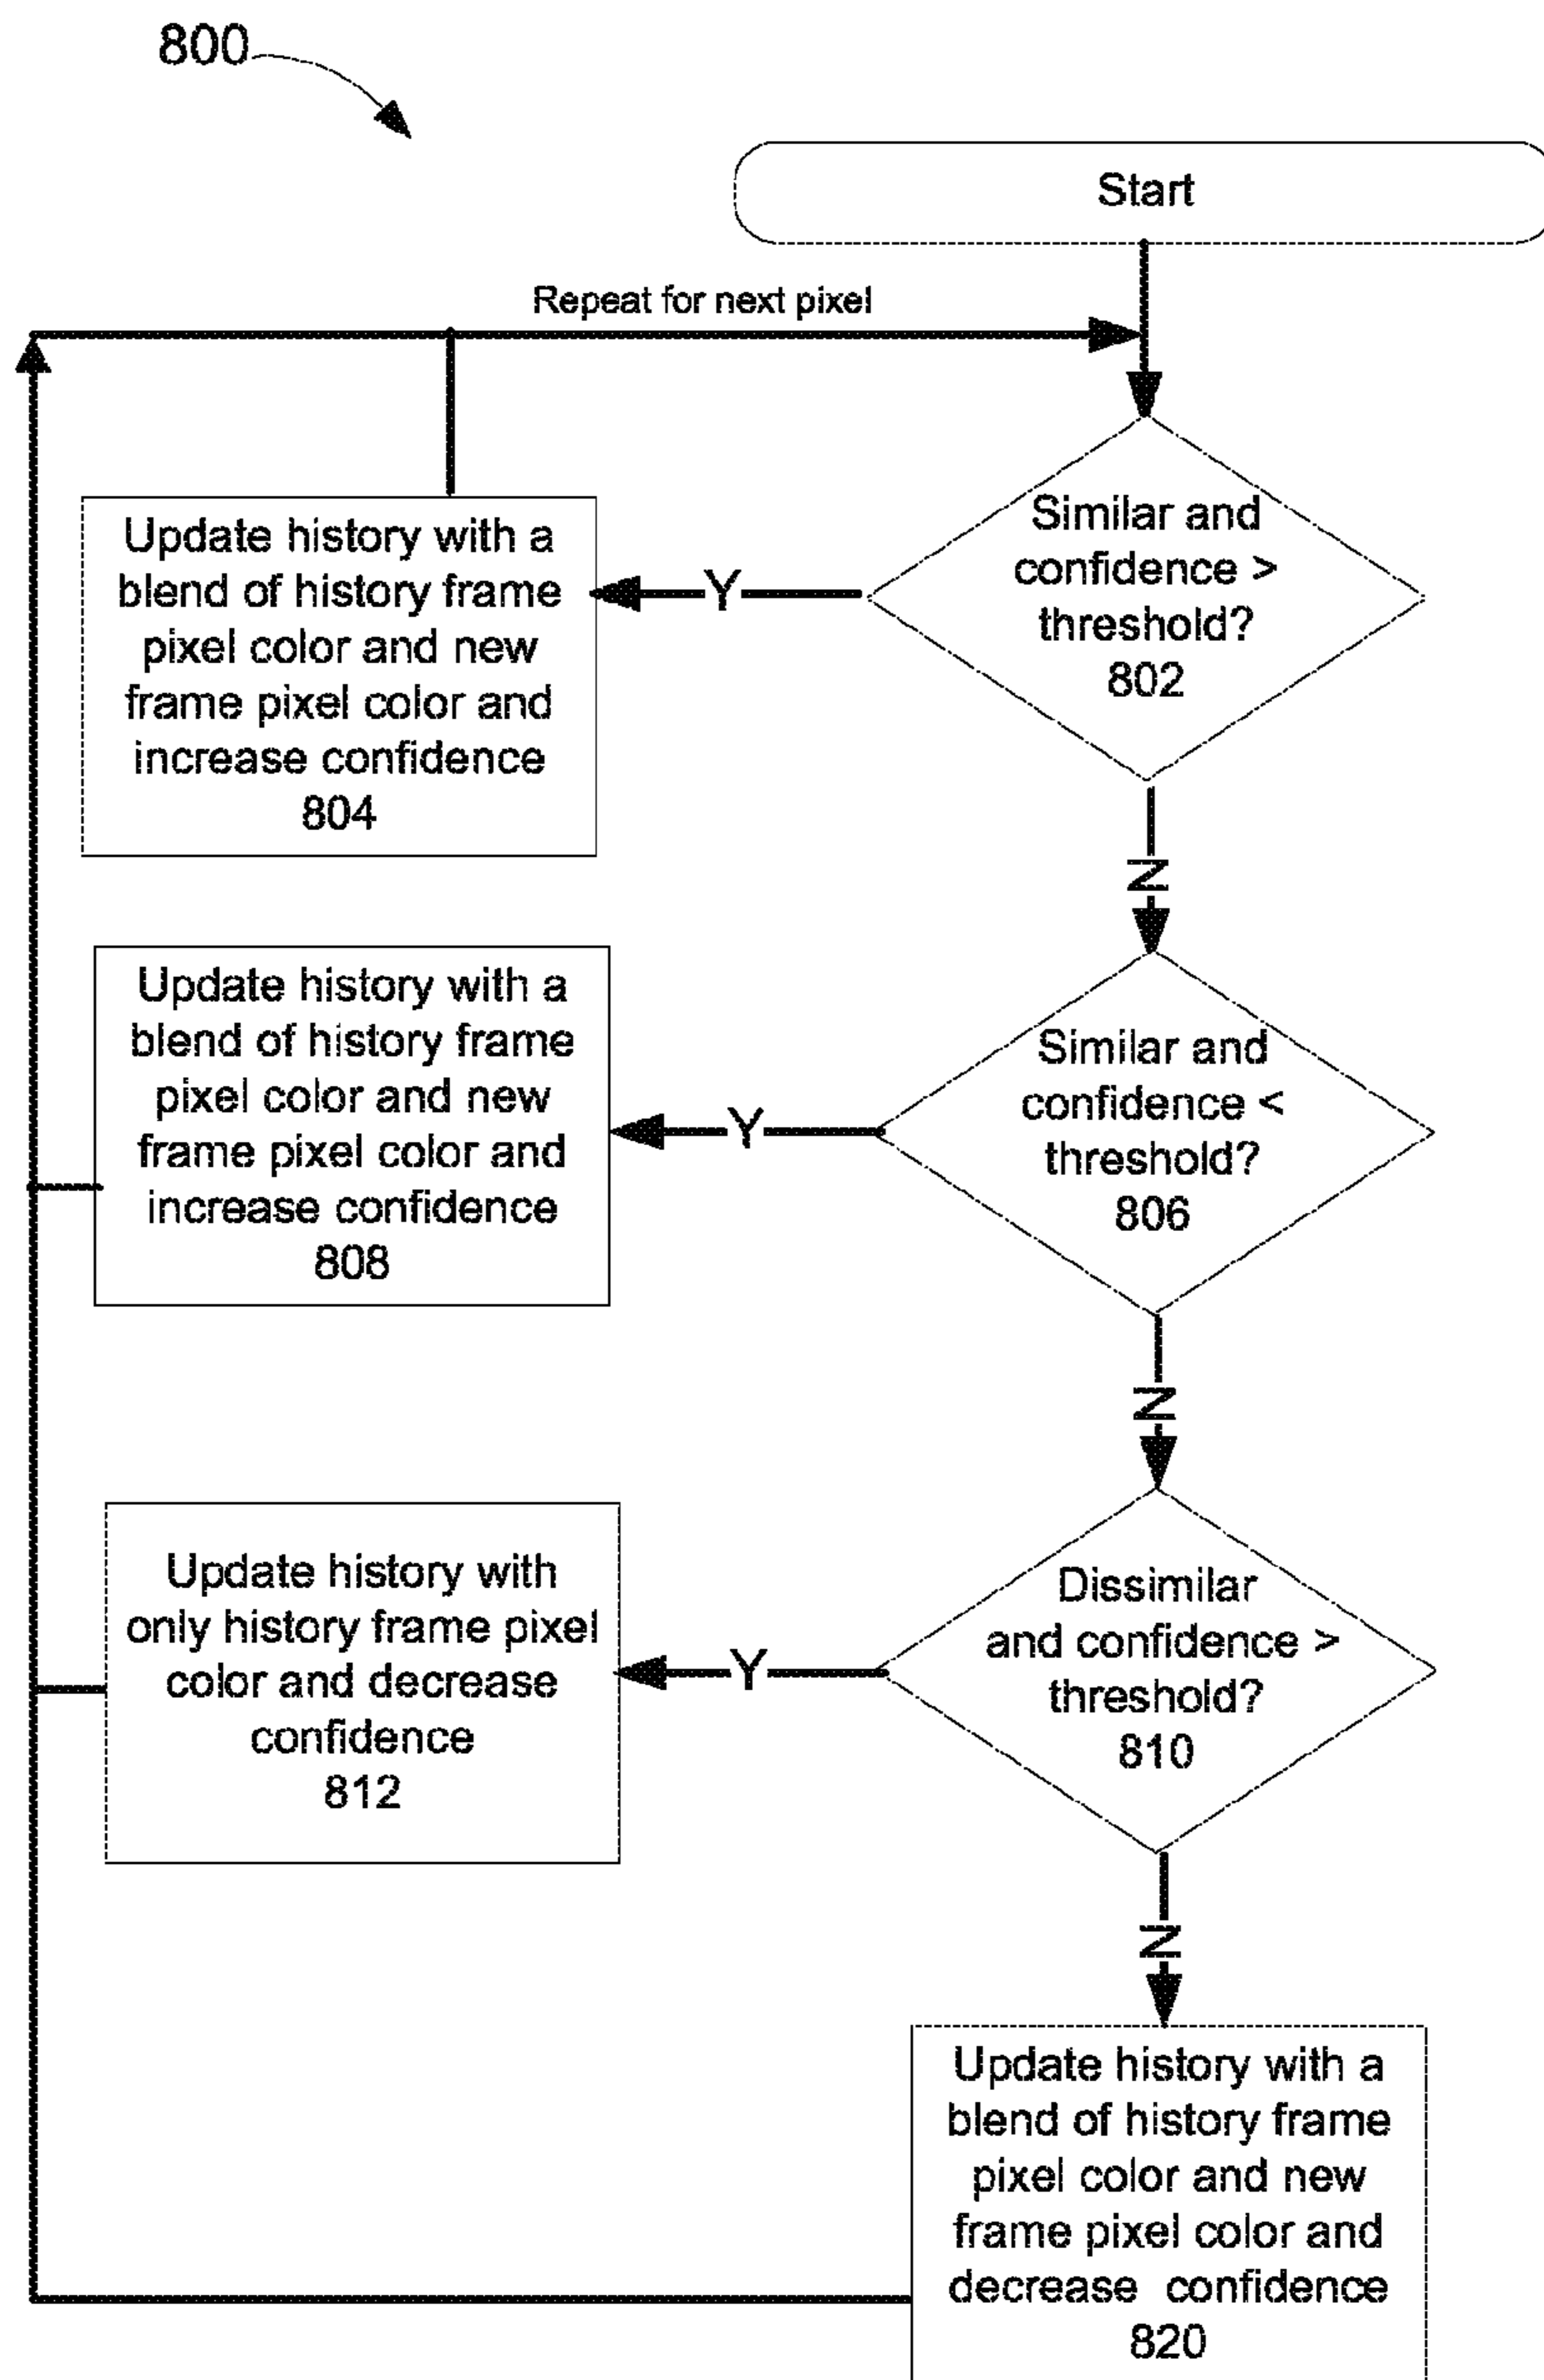 800
Start
Repeat for next pixel
Similar and
confidence >
threshold?
802
Y
Update history with a
blend of history frame
pixel color and new
frame pixel color and
increase confidence
804
N
Similar and
confidence <
threshold?
806
Y
Update history with a
blend of history frame
pixel color and new
frame pixel color and
increase confidence
808
N
Dissimilar
and confidence >
threshold?
810
Y
Update history with
only history frame pixel
color and decrease
confidence
812
N
Update history with a
blend of history frame
pixel color and new
frame pixel color and
decrease confidence
820